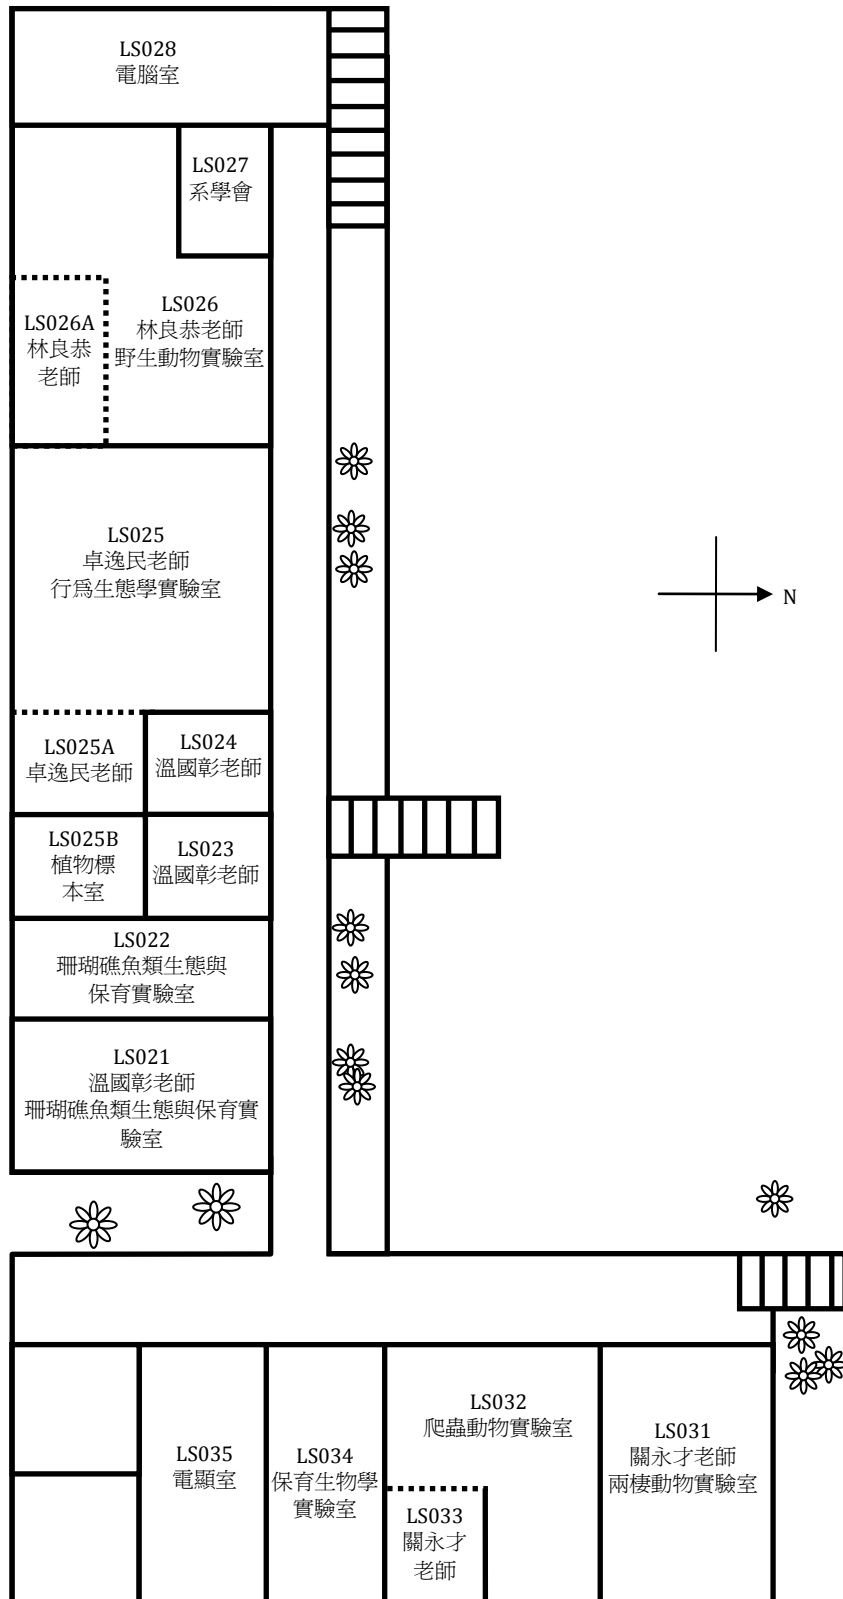 LS028
電腦室
LS027
系學會
LS026A
林良恭
老師
LS026
林良恭老師
野生動物實驗室
LS025
卓逸民老師
行為生態學實驗室
N
LS025A
卓逸民老師
LS024
溫國彰老師
LS025B
植物標
本室
LS023
溫國彰老師
LS022
珊瑚礁魚類生態與
保育實驗室
LS021
溫國彰老師
珊瑚礁魚類生態與保育實
驗室
LS035
電顯室
LS034
保育生物學
實驗室
LS032
爬蟲動物實驗室
LS033
關永才
老師
LS031
關永才老師
兩棲動物實驗室